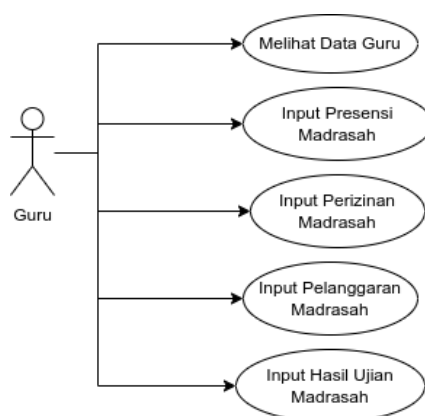 Melihat Data Guru
Input Presensi
Madrasah
Guru
Input Perizinan
Madrasah
Input Pelanggaran
Madrasah
Input Hasil Ujian
Madrasah